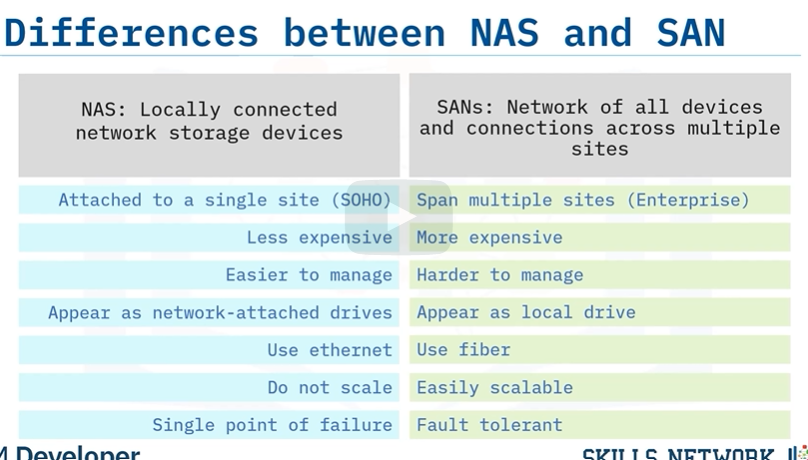 Differences between NAS and SAN
NAS: Locally connected
network storage devices
SANs: Network of all devices
and connections across multiple
sites
Attached to a single site (SOHO)
Span multiple sites (Enterprise)
Less expensive
More expensive
Easier to manage
Harder to manage
Appear as network-attached drives
Appear as local drive
Use ethernet
Use fiber
Do not scale
Easily scalable
Single point of failure
Fault tolerant
Developer
SKILLS NETWORK